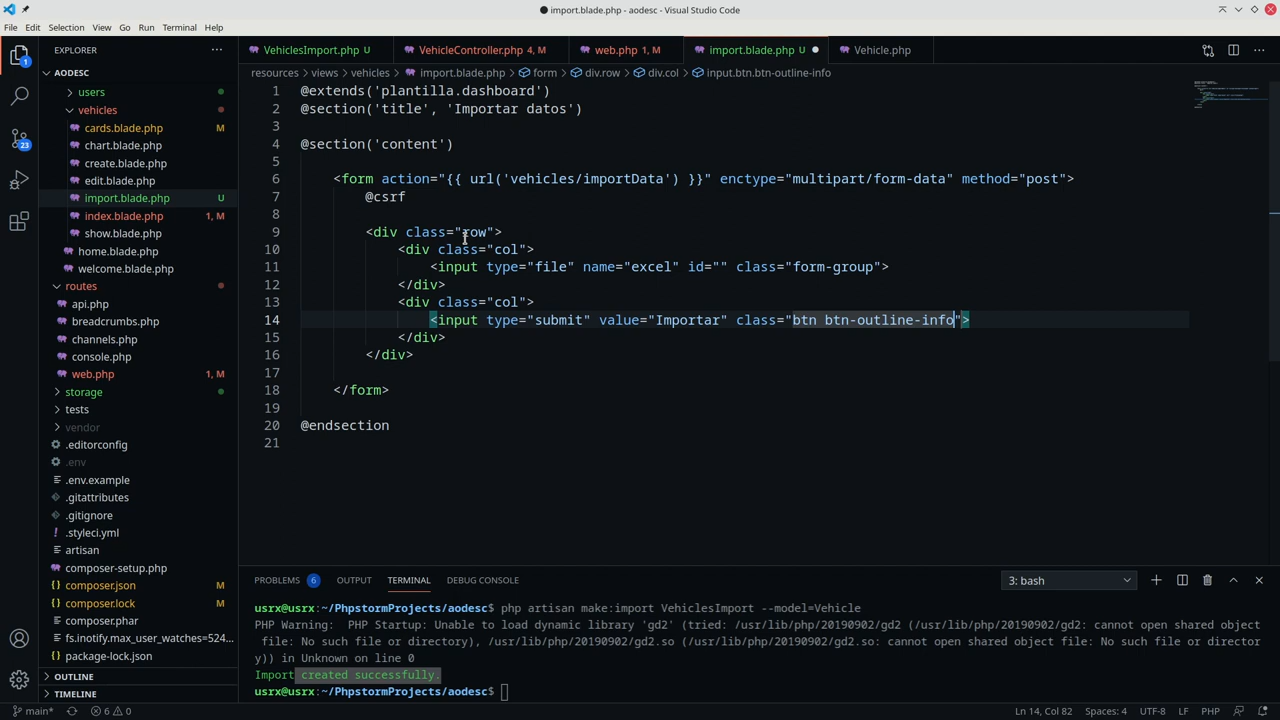 import.blade.php - aodesc - Visual Studio Code
File Edit Selection View Go Run Terminal Help
EXPLORER
VehiclesImport.php U
VehicleController.php 4, M
web.php 1, M
import.blade.php U
Vehicle.php
AODESC
resources > views > vehicles > import.blade.php > form > div.row > div.col > input.btn.btn-outline-info
users
vehicles
cards.blade.php M
chart.blade.php
create.blade.php
edit.blade.php
import.blade.php U
index.blade.php 1, M
show.blade.php
home.blade.php
welcome.blade.php
routes
api.php
breadcrumbs.php
channels.php
console.php
web.php 1, M
storage
tests
vendor
.editorconfig
.env
.env.example
.gitattributes
.gitignore
.styleci.yml
artisan
composer-setup.php
composer.json M
composer.lock M
composer.phar
fs.inotify.max_user_watches=524...
package-lock.json
OUTLINE
TIMELINE
1
23
1 @extends('plantilla.dashboard')
2 @section('title', 'Importar datos')
3
4 @section('content')
5
6 <form action="{{ url('vehicles/importData') }}" enctype="multipart/form-data" method="post">
7 @csrf
8
9 <div class="row">
10 <div class="col">
11 <input type="file" name="excel" id="" class="form-group">
12 </div>
13 <div class="col">
14 <input type="submit" value="Importar" class="btn btn-outline-info">
15 </div>
16 </div>
17
18 </form>
19
20 @endsection
21
PROBLEMS 6 OUTPUT TERMINAL DEBUG CONSOLE
3: bash
usrx@usrx:~/PhpstormProjects/aodesc$ php artisan make:import VehiclesImport --model=Vehicle
PHP Warning:  PHP Startup: Unable to load dynamic library 'gd2' (tried: /usr/lib/php/20190902/gd2 (/usr/lib/php/20190902/gd2: cannot open shared object
file: No such file or directory), /usr/lib/php/20190902/gd2.so (/usr/lib/php/20190902/gd2.so: cannot open shared object file: No such file or director
y)) in Unknown on line 0
Import created successfully.
usrx@usrx:~/PhpstormProjects/aodesc$
main* 6 0
Ln 14, Col 82 Spaces: 4 UTF-8 LF PHP